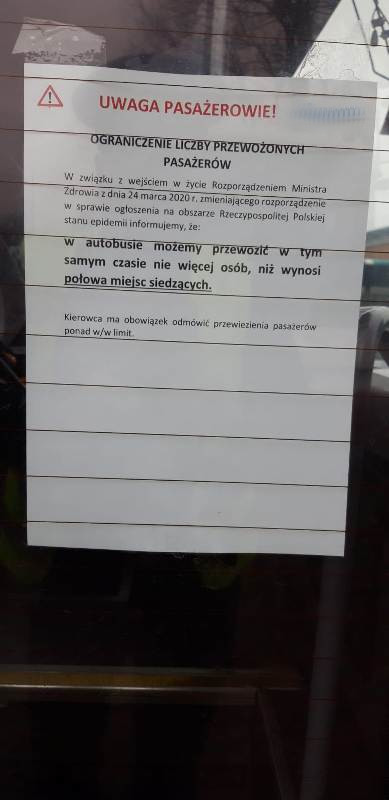 UWAGA PASAŻEROWIE!
OGRANICZENIE LICZBY PRZEWOŻONYCH
PASAŻERÓW
W związku z wejściem w życie Rozporządzeniem Ministra
Zdrowia z dnia 24 marca 2020 r. zmieniającego rozporządzenie
w sprawie ogłoszenia na obszarze Rzeczypospolitej Polskiej
stanu epidemii informujemy, że:
w autobusie możemy przewozić w tym
samym czasie nie więcej osób, niż wynosi
połowa miejsc siedzących.
Kierowca ma obowiązek odmówić przewiezienia pasażerów
ponad w/w limit.